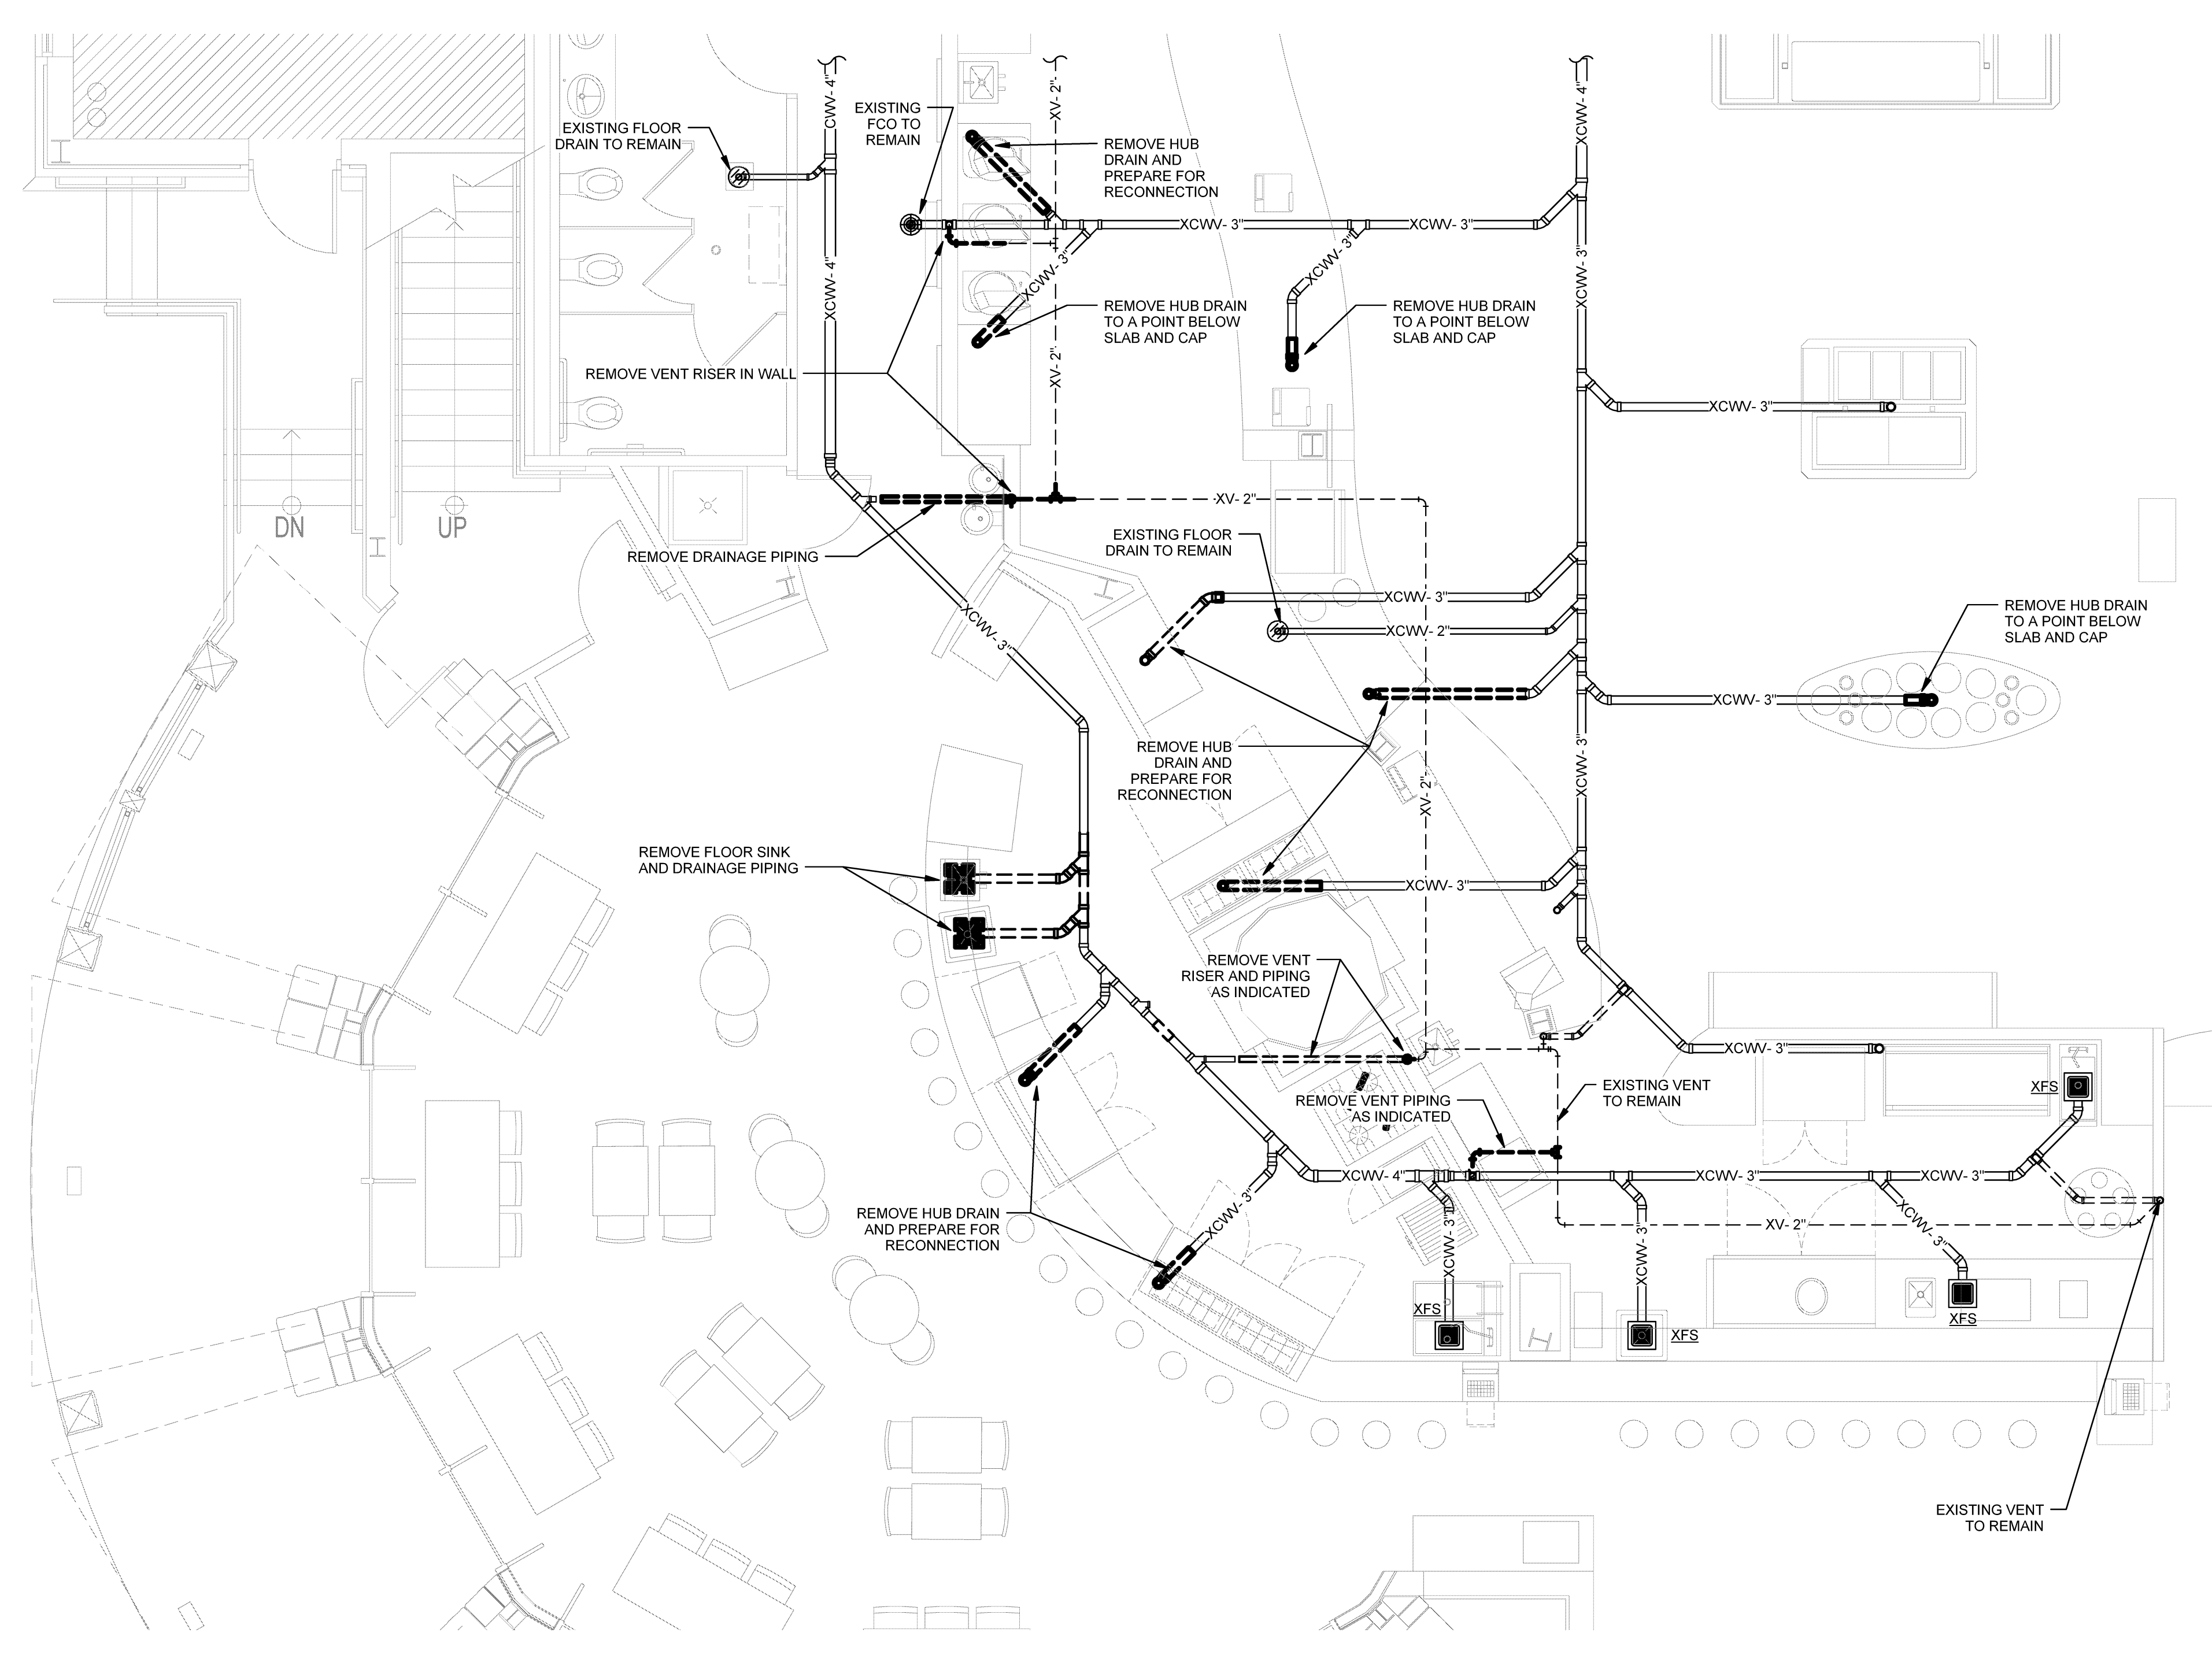 CWV- 4"
XV- 2"
XCWV- 4"
EXISTING
FCO TO
REMAIN
EXISTING FLOOR
DRAIN TO REMAIN
REMOVE HUB
DRAIN AND
PREPARE FOR
RECONNECTION
XCWV- 3"
XCWV- 3"
XCWV- 4"
XCWV- 3"
XCWV- 3"
XCWV- 3"
REMOVE HUB DRAIN
TO A POINT BELOW
SLAB AND CAP
REMOVE HUB DRAIN
TO A POINT BELOW
SLAB AND CAP
REMOVE VENT RISER IN WALL
XV- 2"
XCWV- 3"
XV- 2"
DN
UP
REMOVE DRAINAGE PIPING
EXISTING FLOOR
DRAIN TO REMAIN
XCWV- 3"
XCWV- 3"
XCWV- 2"
REMOVE HUB DRAIN
TO A POINT BELOW
SLAB AND CAP
XCWV- 3"
XCWV- 3"
REMOVE HUB
DRAIN AND
PREPARE FOR
RECONNECTION
XV- 2"
REMOVE FLOOR SINK
AND DRAINAGE PIPING
XCWV- 3"
REMOVE VENT
RISER AND PIPING
AS INDICATED
XCWV- 3"
REMOVE VENT PIPING
AS INDICATED
EXISTING VENT
TO REMAIN
XFS
XCWV- 4"
XCWV- 3"
XCWV- 3"
REMOVE HUB DRAIN
AND PREPARE FOR
RECONNECTION
XCWV- 3"
XCWV- 3"
XCWV- 3"
XV- 2"
XCWV- 3"
XFS
XFS
XFS
EXISTING VENT
TO REMAIN